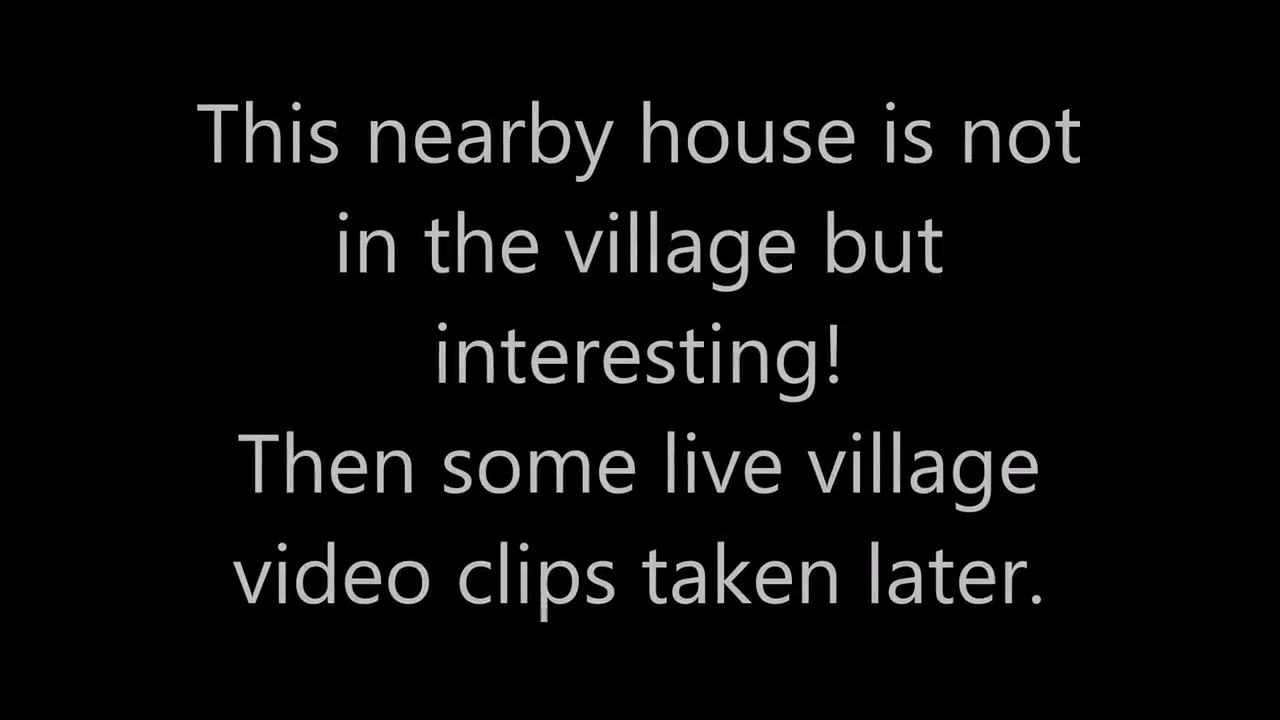 This nearby house is not
in the village but
interesting!
Then some live village
video clips taken later.